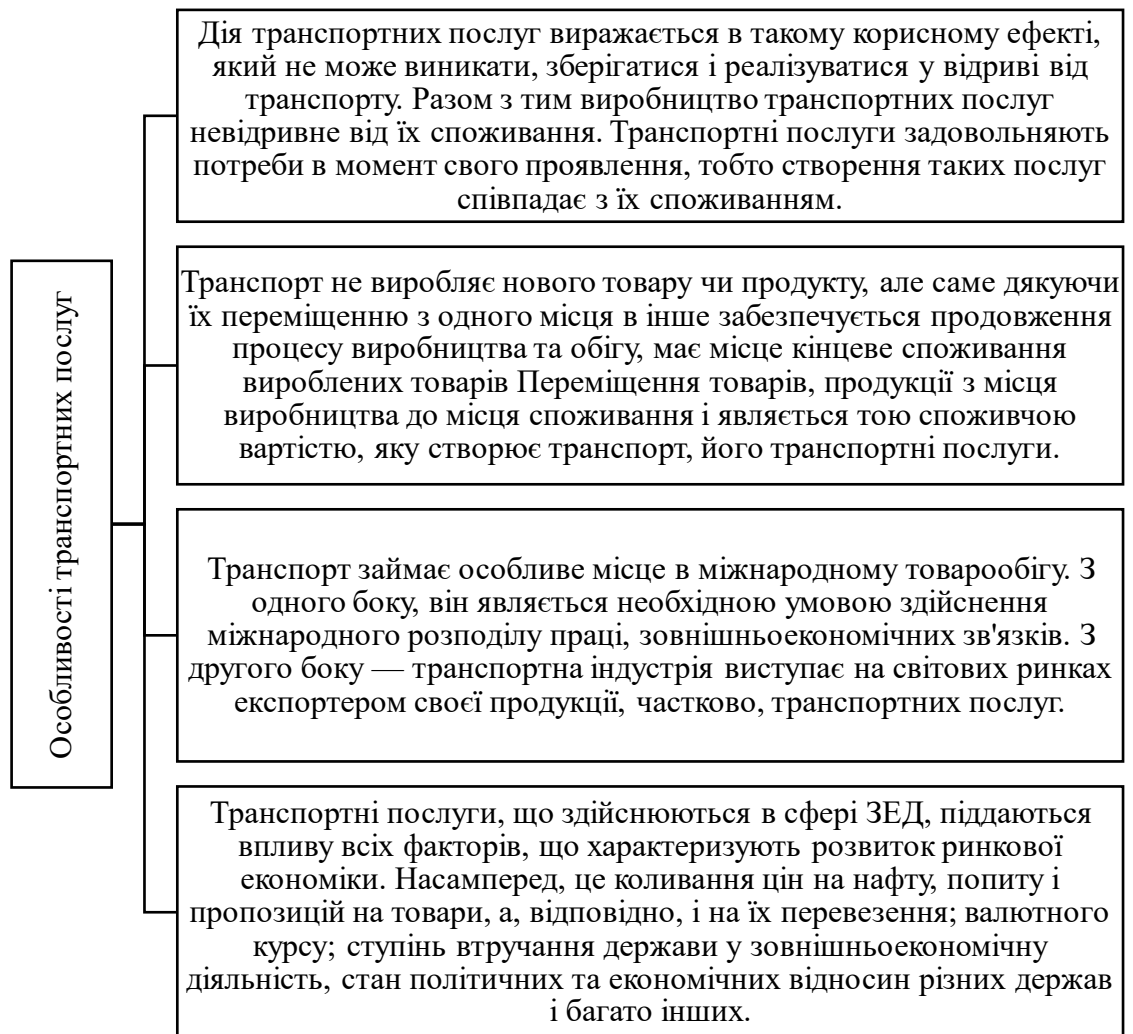 Особливості транспортних послуг
Дія транспортних послуг виражається в такому корисному ефекті,
який не може виникати, зберігатися і реалізуватися у відриві від
транспорту. Разом з тим виробництво транспортних послуг
невідривне від їх споживання. Транспортні послуги задовольняють
потреби в момент свого проявлення, тобто створення таких послуг
співпадає з їх споживанням.
Транспорт не виробляє нового товару чи продукту, але саме дякуючи
їх переміщенню з одного місця в інше забезпечується продовження
процесу виробництва та обігу, має місце кінцеве споживання
вироблених товарів Переміщення товарів, продукції з місця
виробництва до місця споживання і являється тою споживчою
вартістю, яку створює транспорт, його транспортні послуги.
Транспорт займає особливе місце в міжнародному товарообігу. З
одного боку, він являється необхідною умовою здійснення
міжнародного розподілу праці, зовнішньоекономічних зв'язків. З
другого боку — транспортна індустрія виступає на світових ринках
експортером своєї продукції, частково, транспортних послуг.
Транспортні послуги, що здійснюються в сфері ЗЕД, піддаються
впливу всіх факторів, що характеризують розвиток ринкової
економіки. Насамперед, це коливання цін на нафту, попиту і
пропозицій на товари, а, відповідно, і на їх перевезення; валютного
курсу; ступінь втручання держави у зовнішньоекономічну
діяльність, стан політичних та економічних відносин різних держав
і багато інших.